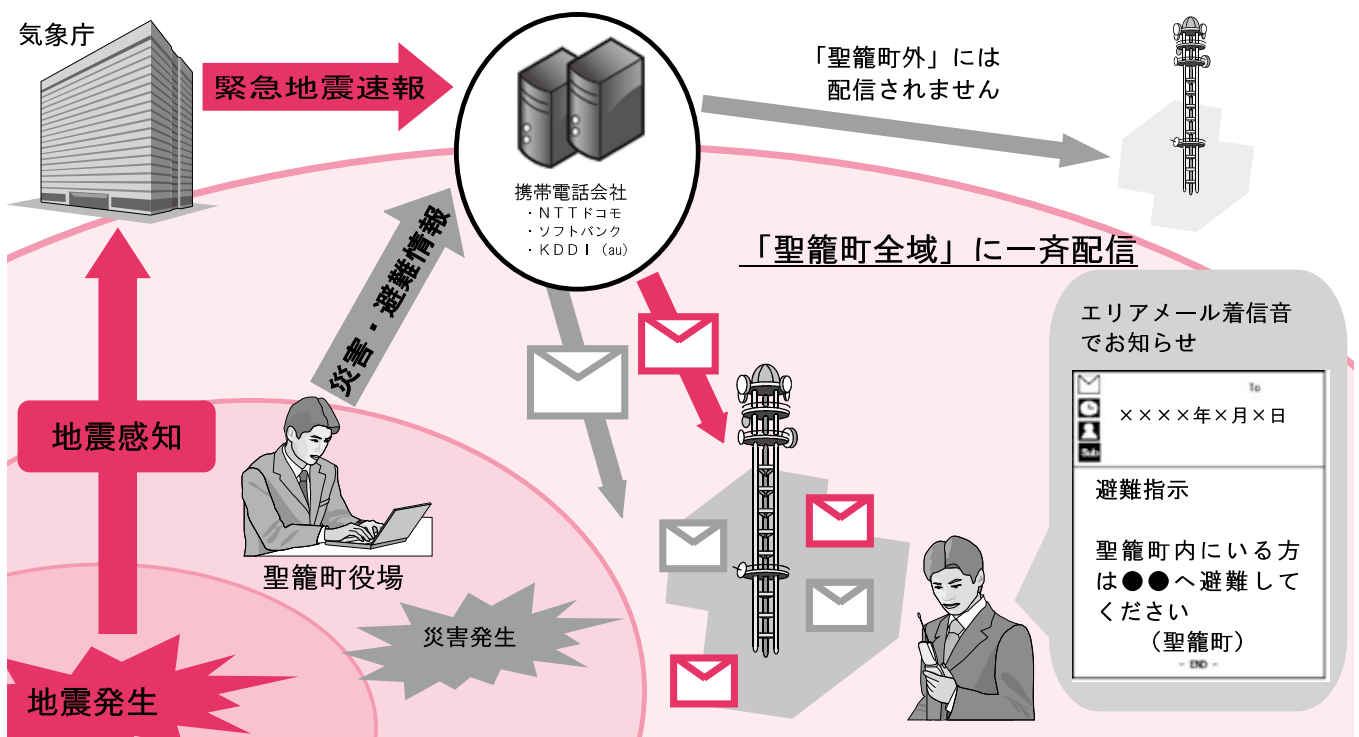 気象庁
緊急地震速報
携帯電話会社
・NTTドコモ
・ソフトバンク
・KDDI(au)
「聖籠町外」には
配信されません
災害・避難情報
「聖籠町全域」に一斉配信
エリアメール着信音
でお知らせ
To
××××年×月×日
Sub
避難指示
聖籠町内にいる方
は●●へ避難して
ください
(聖籠町)
- END -
地震感知
聖籠町役場
災害発生
地震発生